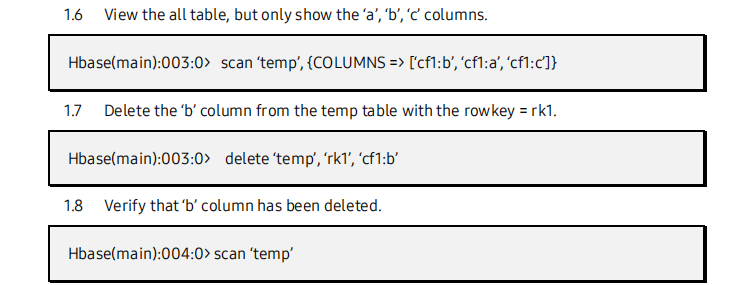 1.6 View the all table, but only show the ‘a’, ‘b’, ‘c’ columns.
Hbase(main):003:0> scan ‘temp’, {COLUMNS => [‘cf1:b’, ‘cf1:a’, ‘cf1:c’]}
1.7 Delete the ‘b’ column from the temp table with the rowkey = rk1.
Hbase(main):003:0> delete ‘temp’, ‘rk1’, ‘cf1:b’
1.8 Verify that ‘b’ column has been deleted.
Hbase(main):004:0> scan ‘temp’